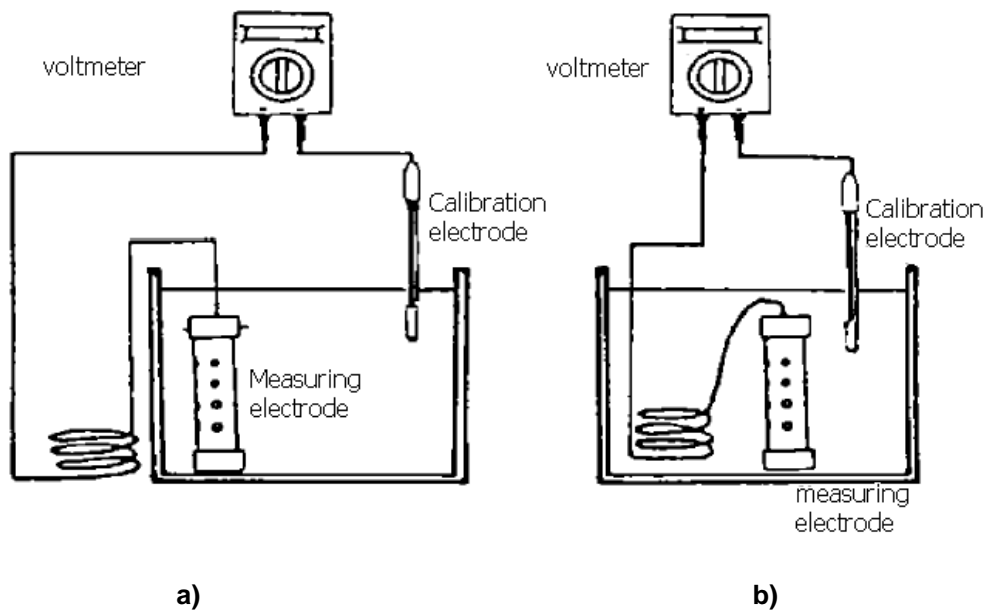 voltmeter
Calibration
electrode
Measuring
electrode
a)
voltmeter
Calibration
electrode
measuring
electrode
b)